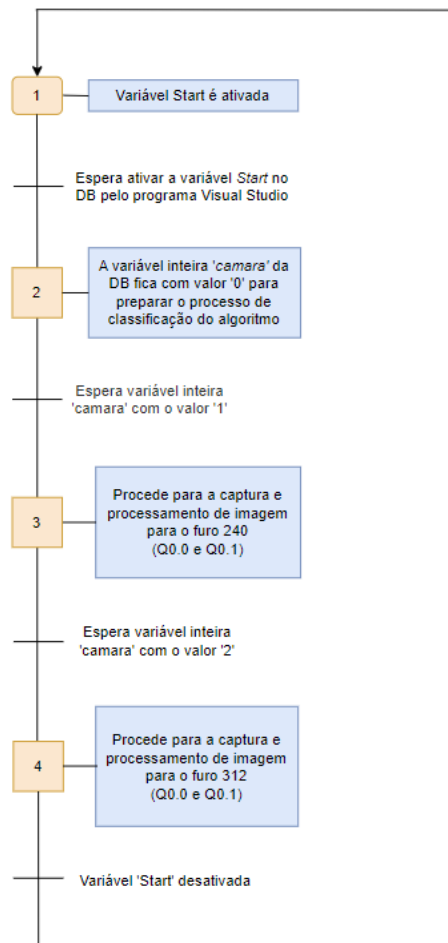 1
Variável Start é ativada
Espera ativar a variável Start no
DB pelo programa Visual Studio
2
A variável inteira 'camara' da
DB fica com valor '0' para
preparar o processo de
classificação do algoritmo
Espera variável inteira
'camara' com o valor '1'
3
Procede para a captura e
processamento de imagem
para o furo 240
(Q0.0 e Q0.1)
Espera variável inteira
'camara' com o valor '2'
4
Procede para a captura e
processamento de imagem
para o furo 312
(Q0.0 e Q0.1)
Variável 'Start' desativada